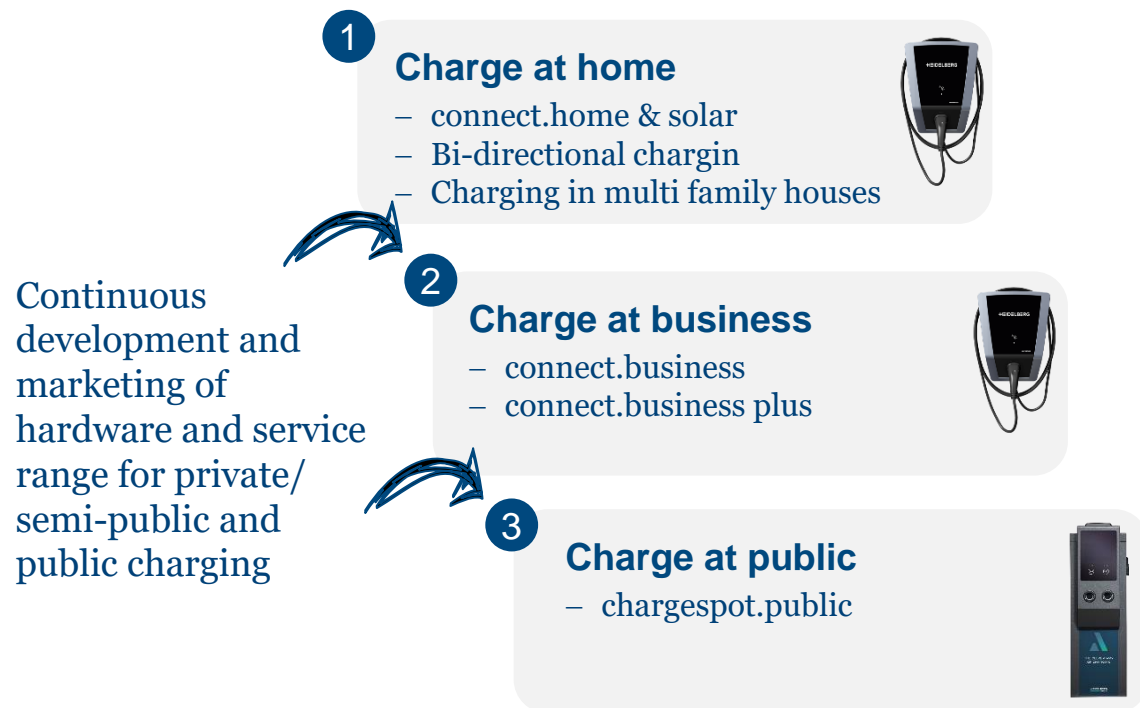 1
Charge at home
– connect.home & solar
– Bi-directional chargin
– Charging in multi family houses
HEIDELBERG
2
Charge at business
– connect.business
– connect.business plus
HEIDELBERG
Continuous
development and
marketing of
hardware and service
range for private/
semi-public and
public charging
3
Charge at public
– chargespot.public